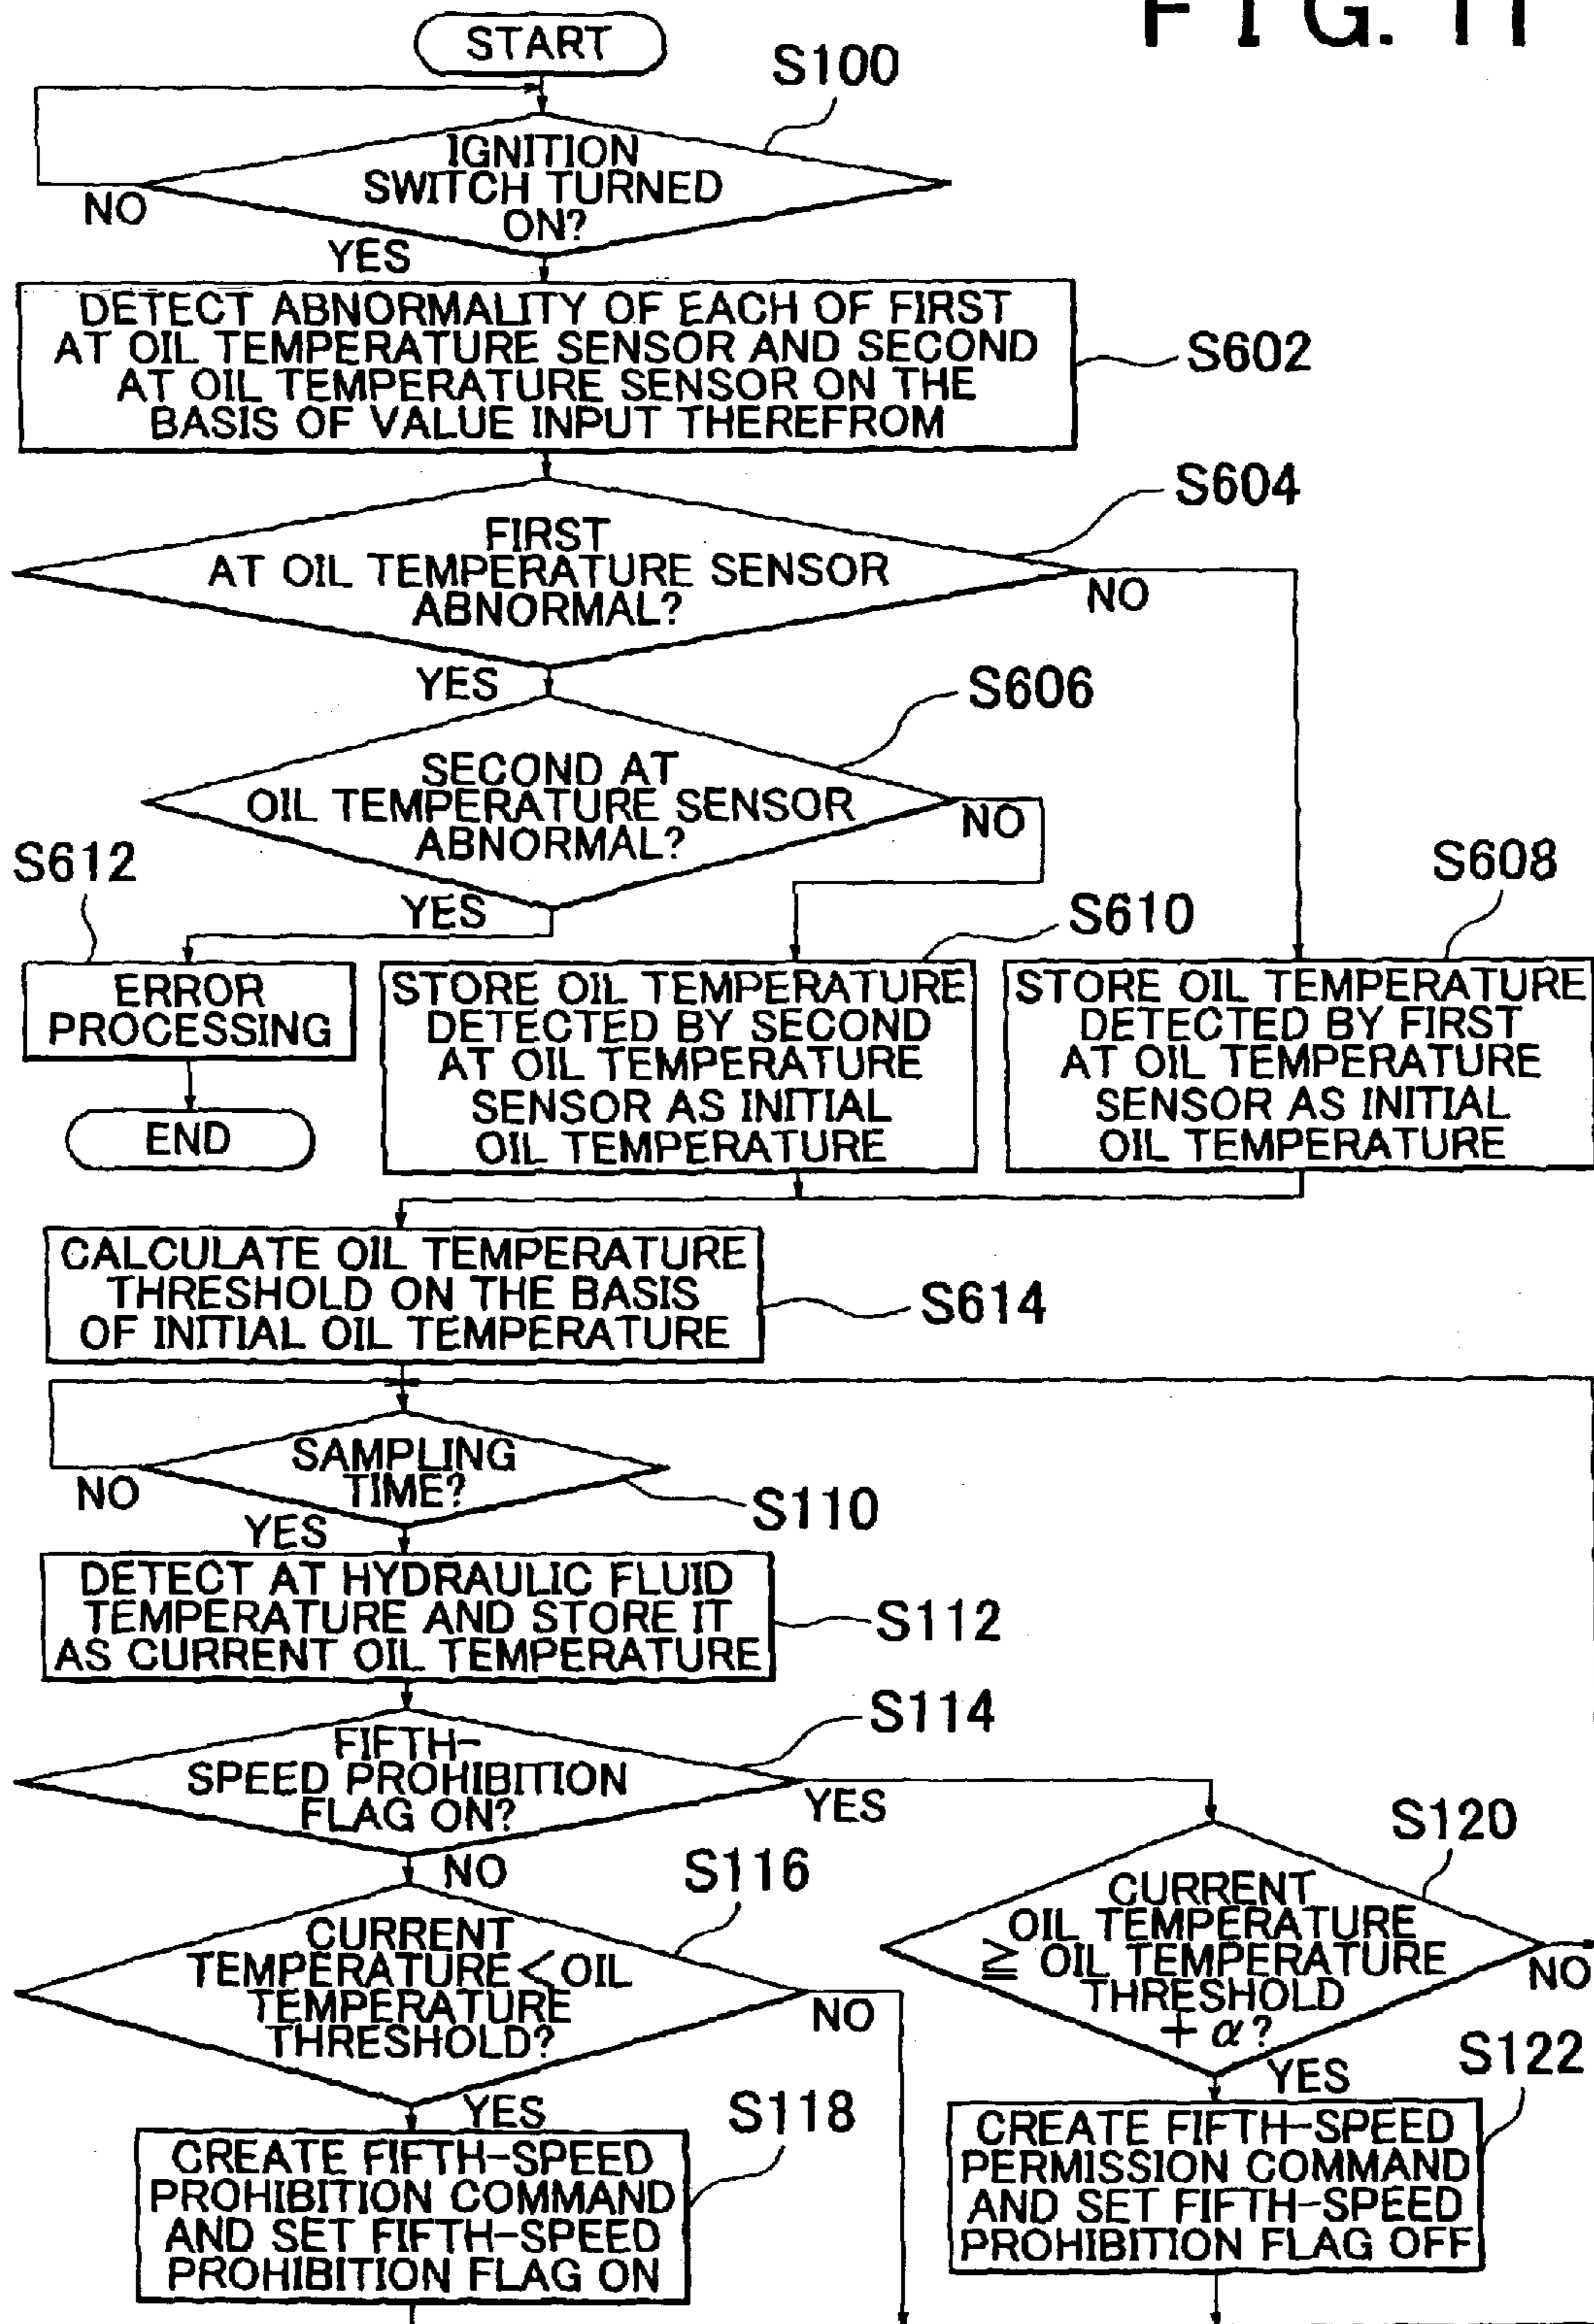 FIG. 11
START
S100
IGNITION
SWITCH TURNED
ON?
NO
YES
DETECT ABNORMALITY OF EACH OF FIRST
AT OIL TEMPERATURE SENSOR AND SECOND
AT OIL TEMPERATURE SENSOR ON THE
BASIS OF VALUE INPUT THEREFROM
S602
S604
FIRST
AT OIL TEMPERATURE SENSOR
ABNORMAL?
NO
YES
S606
SECOND AT
OIL TEMPERATURE SENSOR
ABNORMAL?
NO
YES
S612
ERROR
PROCESSING
END
S610
STORE OIL TEMPERATURE
DETECTED BY SECOND
AT OIL TEMPERATURE
SENSOR AS INITIAL
OIL TEMPERATURE
S608
STORE OIL TEMPERATURE
DETECTED BY FIRST
AT OIL TEMPERATURE
SENSOR AS INITIAL
OIL TEMPERATURE
CALCULATE OIL TEMPERATURE
THRESHOLD ON THE BASIS
OF INITIAL OIL TEMPERATURE
S614
SAMPLING
TIME?
NO
S110
YES
DETECT AT HYDRAULIC FLUID
TEMPERATURE AND STORE IT
AS CURRENT OIL TEMPERATURE
S112
S114
FIFTH-
SPEED PROHIBITION
FLAG ON?
YES
NO
S116
CURRENT
TEMPERATURE<OIL
TEMPERATURE
THRESHOLD?
NO
YES
S118
CREATE FIFTH-SPEED
PROHIBITION COMMAND
AND SET FIFTH-SPEED
PROHIBITION FLAG ON
S120
CURRENT
OIL TEMPERATURE
≧ OIL TEMPERATURE
THRESHOLD
+ α?
NO
YES
S122
CREATE FIFTH-SPEED
PERMISSION COMMAND
AND SET FIFTH-SPEED
PROHIBITION FLAG OFF